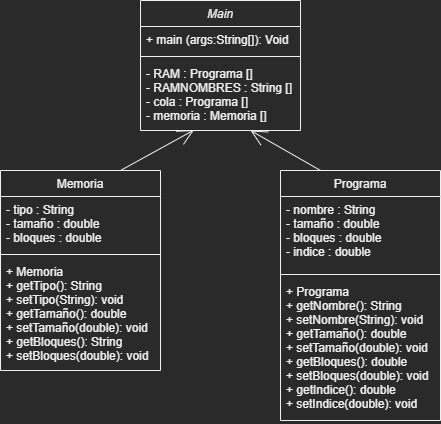 Main
+ main (args:String[]): Void
- RAM : Programa []
- RAMNOMBRES : String []
- cola : Programa []
- memoria : Memoria []
Memoria
- tipo : String
- tamaño : double
- bloques : double
+ Memoria
+ getTipo(): String
+ setTipo(String): void
+ getTamaño(): double
+ setTamaño(double): void
+ getBloques(): String
+ setBloques(double): void
Programa
- nombre : String
- tamaño : double
- bloques : double
- indice : double
+ Programa
+ getNombre(): String
+ setNombre(String): void
+ getTamaño(): double
+ setTamaño(double): void
+ getBloques(): double
+ setBloques(double): void
+ getIndice(): double
+ setIndice(double): void